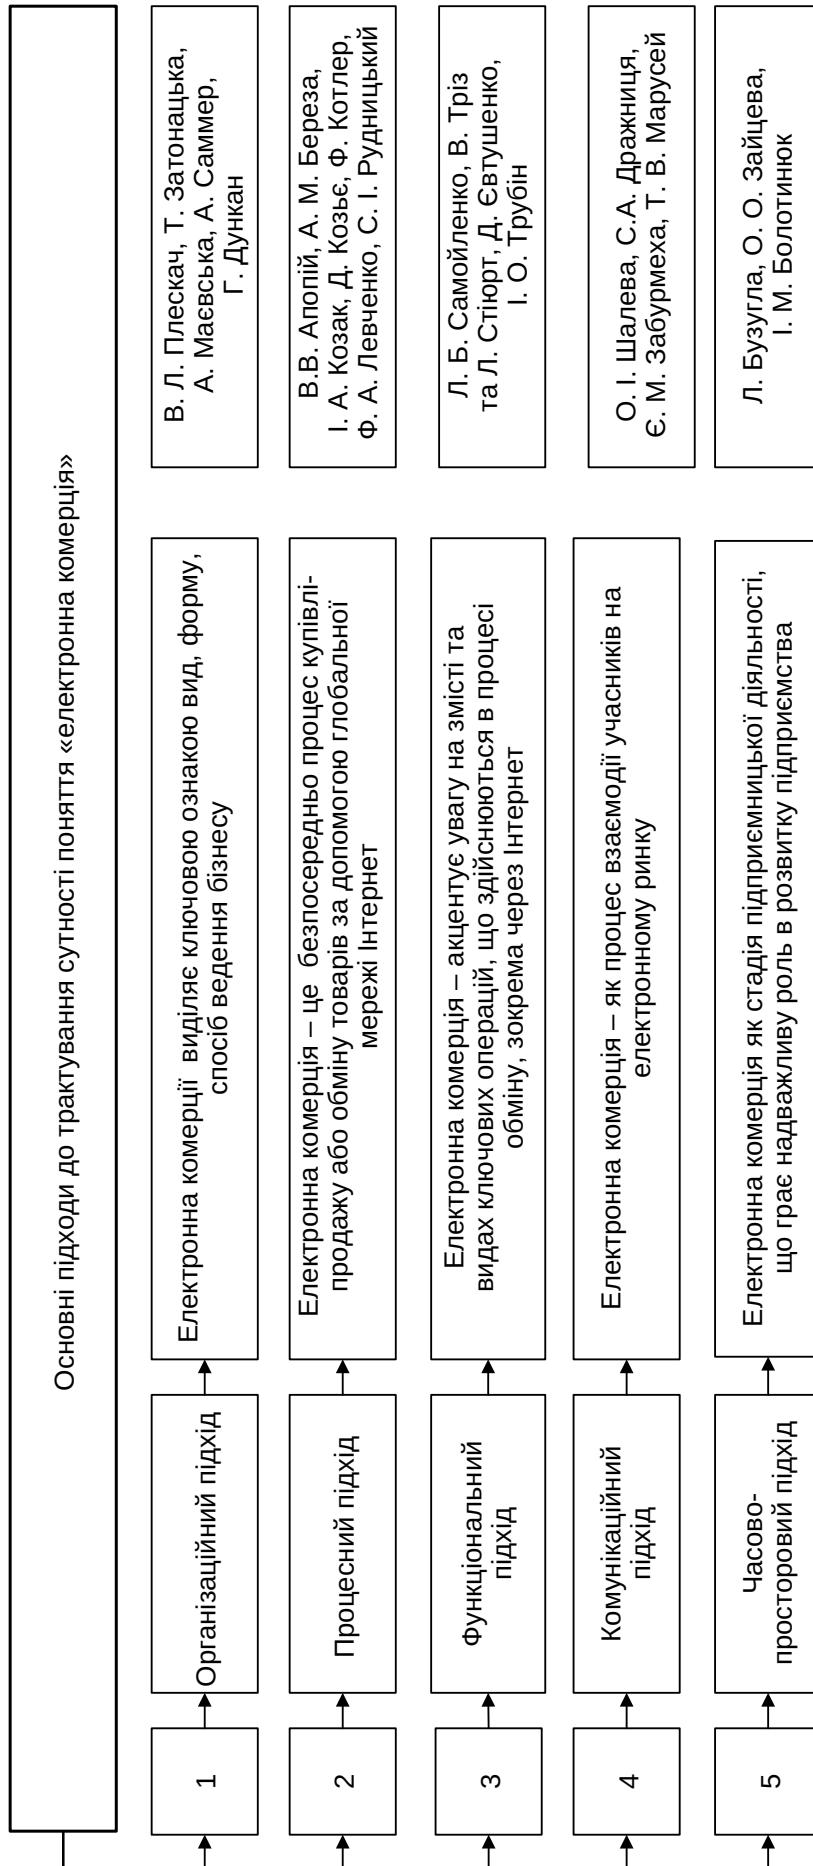 Основні підходи до трактування сутності поняття «електронна комерція»
1
Організаційний підхід
Електронна комерції виділяє ключовою ознакою вид, форму,
спосіб ведення бізнесу
В. Л. Плескач, Т. Затонацька,
А. Маєвська, А. Саммер,
Г. Дункан
2
Процесний підхід
Електронна комерція – це безпосередньо процес купівлі-
продажу або обміну товарів за допомогою глобальної
мережі Інтернет
В.В. Апопій, А. М. Береза,
І. А. Козак, Д. Козьє, Ф. Котлер,
Ф. А. Левченко, С. І. Рудницький
3
Функціональний
підхід
Електронна комерція – акцентує увагу на змісті та
видах ключових операцій, що здійснюються в процесі
обміну, зокрема через Інтернет
Л. Б. Самойленко, В. Тріз
та Л. Стіюрт, Д. Євтушенко,
І. О. Трубін
4
Комунікаційний
підхід
Електронна комерція – як процес взаємодії учасників на
електронному ринку
О. І. Шалева, С.А. Дражниця,
Є. М. Забурмеха, Т. В. Марусей
5
Часово-
просторовий підхід
Електронна комерція як стадія підприємницької діяльності,
що грає надважливу роль в розвитку підприємства
Л. Бузугла, О. О. Зайцева,
І. М. Болотинюк